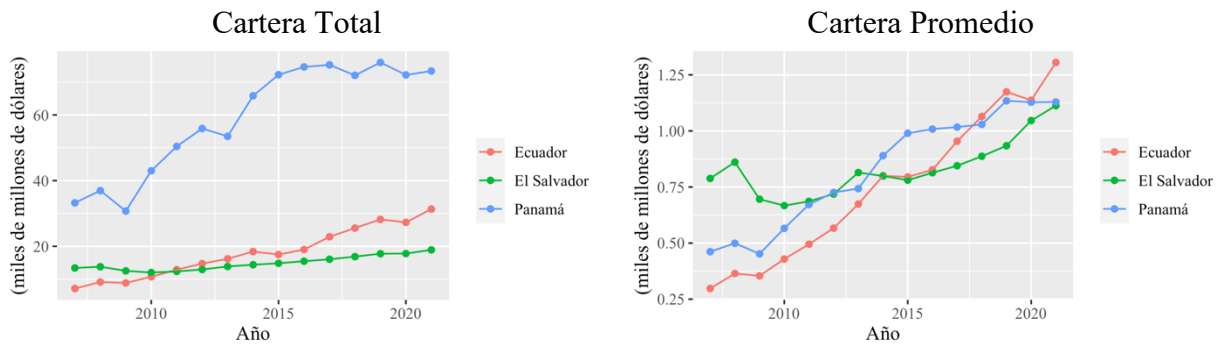 Cartera Total
(miles de millones de dólares)
60
40
20
2010 2015 2020
Año
Ecuador
El Salvador
Panamá
Cartera Promedio
(miles de millones de dólares)
1.25
1.00
0.75
0.50
0.25
2010 2015 2020
Año
Ecuador
El Salvador
Panamá